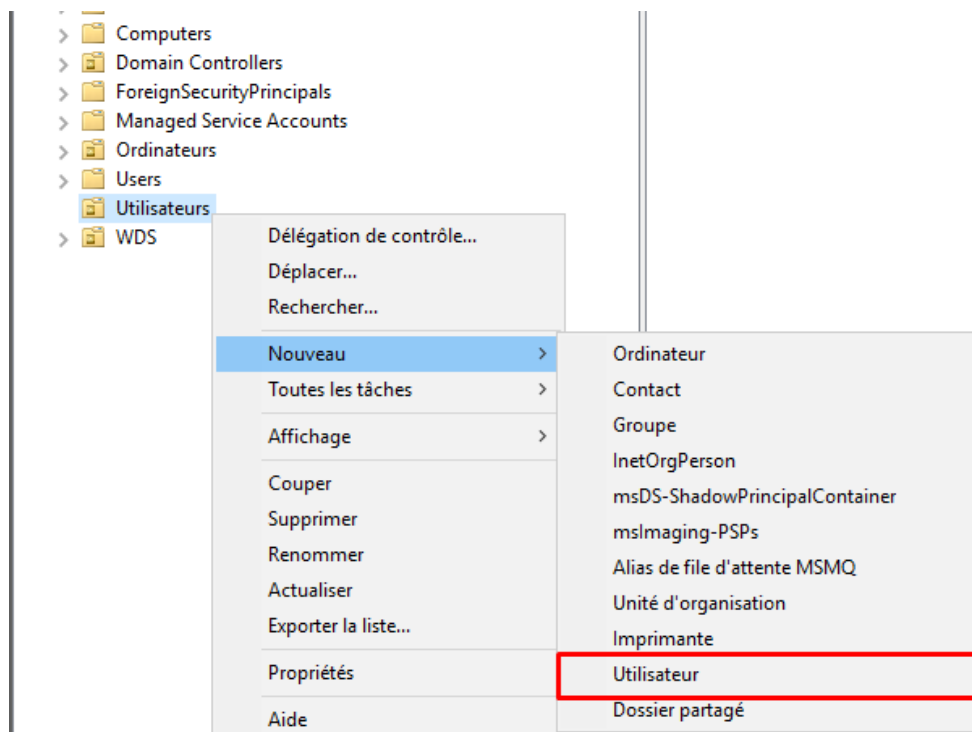 Computers
Domain Controllers
ForeignSecurityPrincipals
Managed Service Accounts
Ordinateurs
Users
Utilisateurs
WDS
Délégation de contrôle...
Déplacer...
Rechercher...
Nouveau
Toutes les tâches
Affichage
Couper
Supprimer
Renommer
Actualiser
Exporter la liste...
Propriétés
Aide
Ordinateur
Contact
Groupe
InetOrgPerson
msDS-ShadowPrincipalContainer
msImaging-PSPs
Alias de file d'attente MSMQ
Unité d'organisation
Imprimante
Utilisateur
Dossier partagé